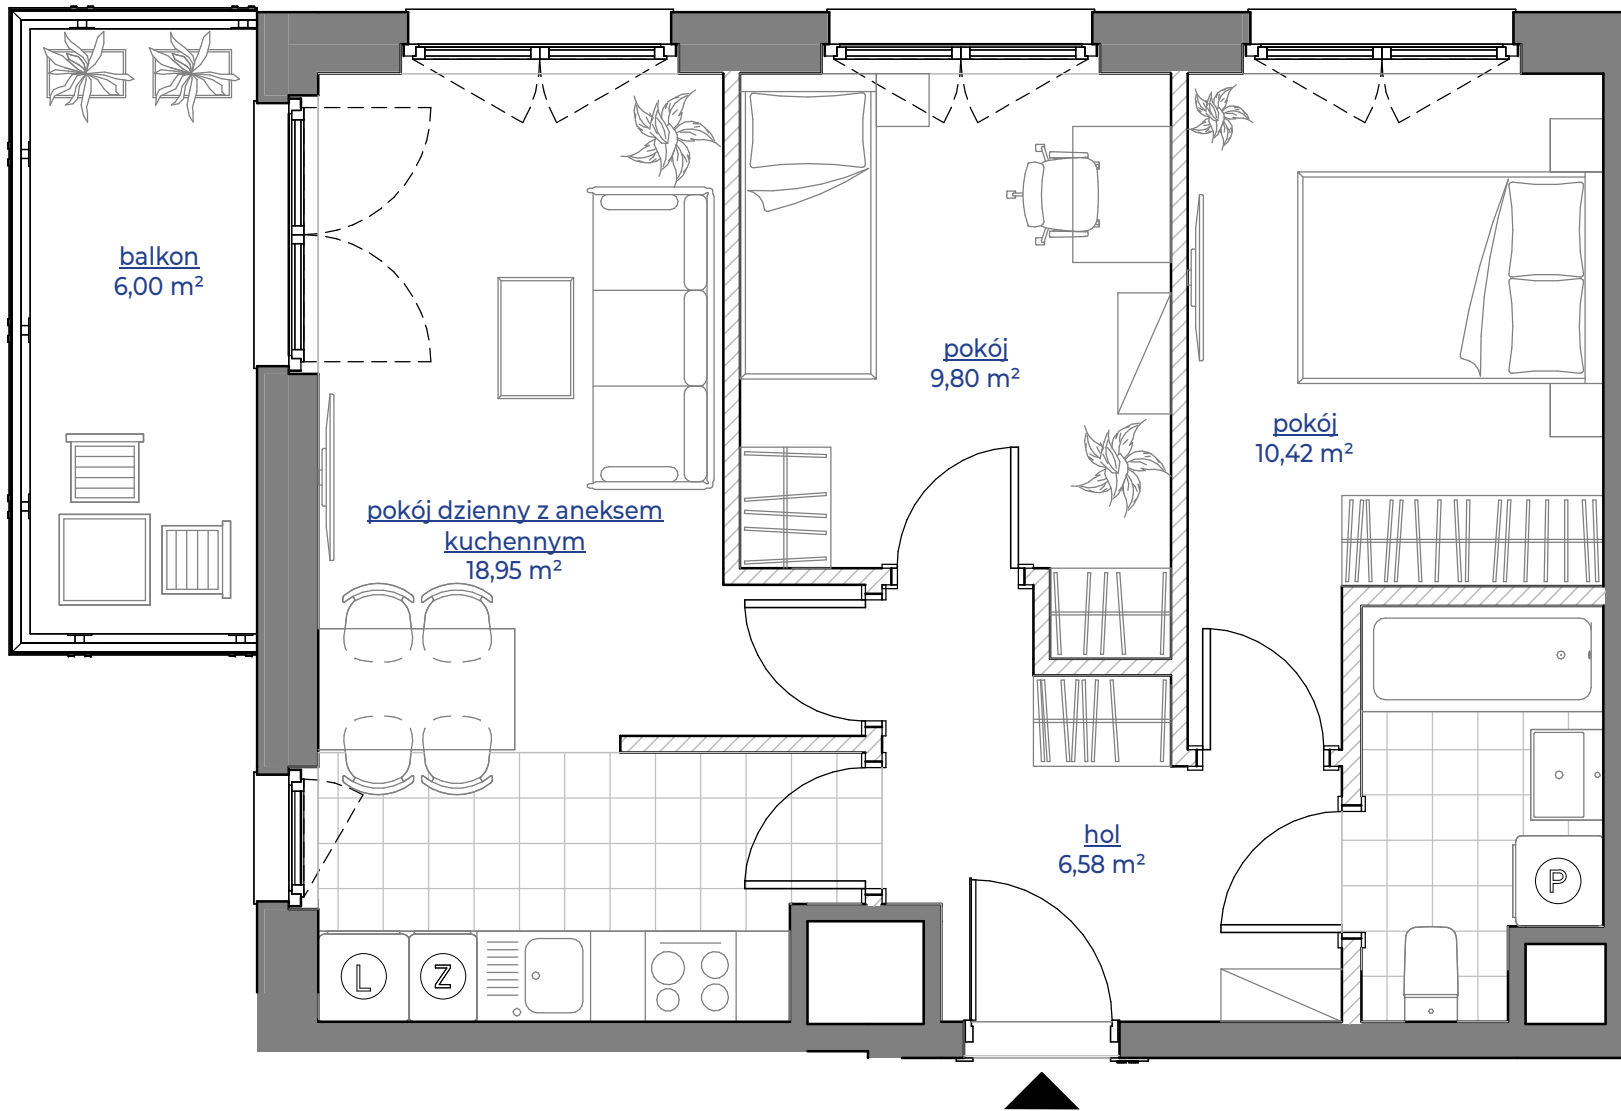 balkon
6,00 m²
pokój dzienny z aneksem
kuchennym
18,95 m²
pokój
9,80 m²
pokój
10,42 m²
hol
6,58 m²
P
L
Z